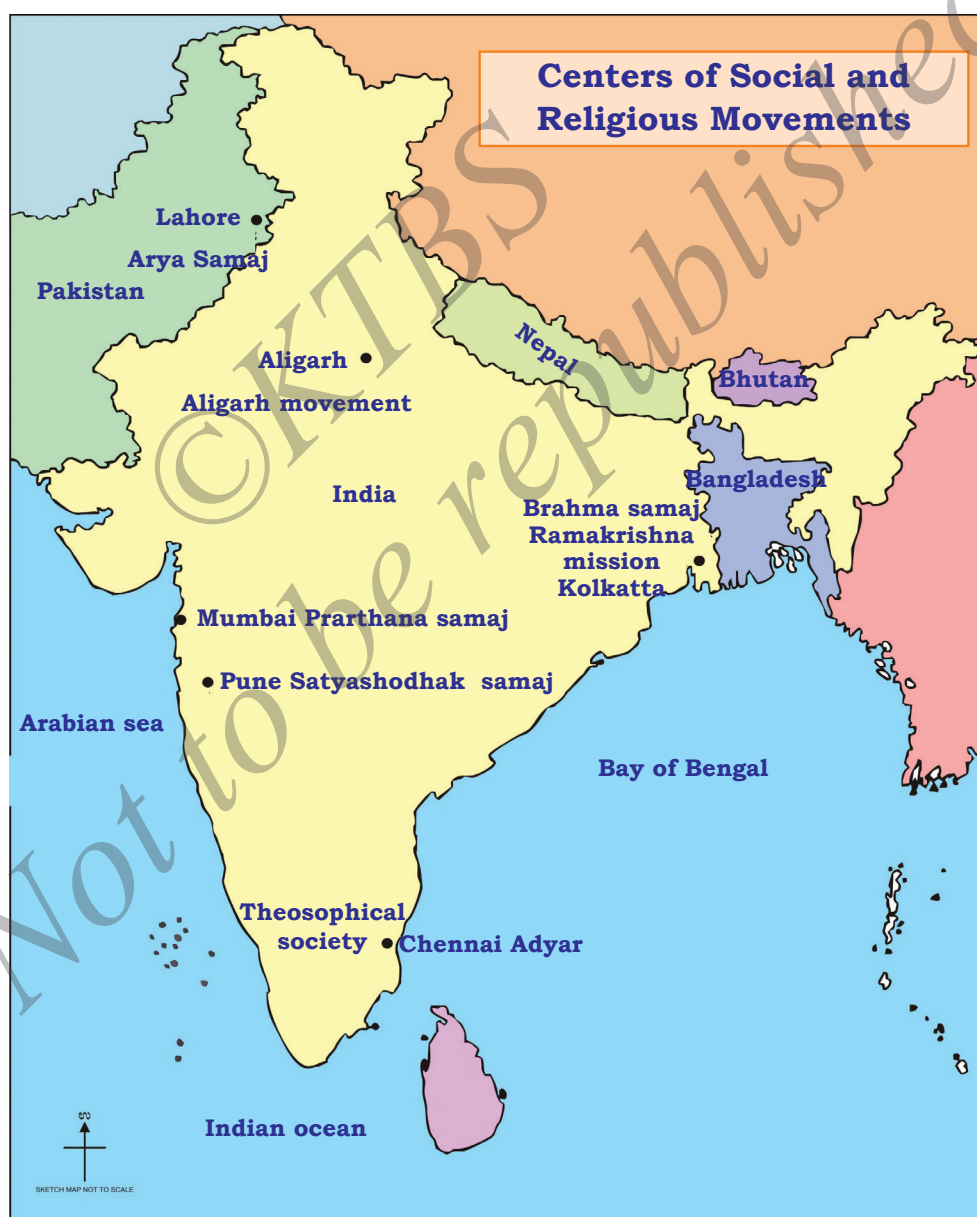 Centers of Social and
Religious Movements
Lahore
Arya Samaj
Pakistan
Nepal
Bhutan
Aligarh
Aligarh movement
Bangladesh
India
Brahma samaj
Ramakrishna
mission
Kolkatta
Mumbai Prarthana samaj
Pune Satyashodhak samaj
Arabian sea
Bay of Bengal
Theosophical
society
Chennai Adyar
Indian ocean
SKETCH MAP NOT TO SCALE
©KTBS
Not to be republished